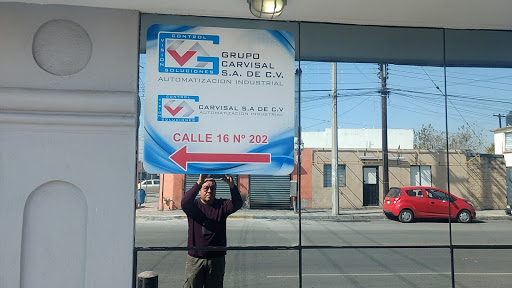 CONTROL
VISION
SOLUCIONES
GRUPO
CARVISAL
S.A. DE C.V.
AUTOMATIZACION INDUSTRIAL
CARVISAL S.A DE C.V
AUTOMATIZACION INDUSTRIAL
CALLE 16 Nº 202